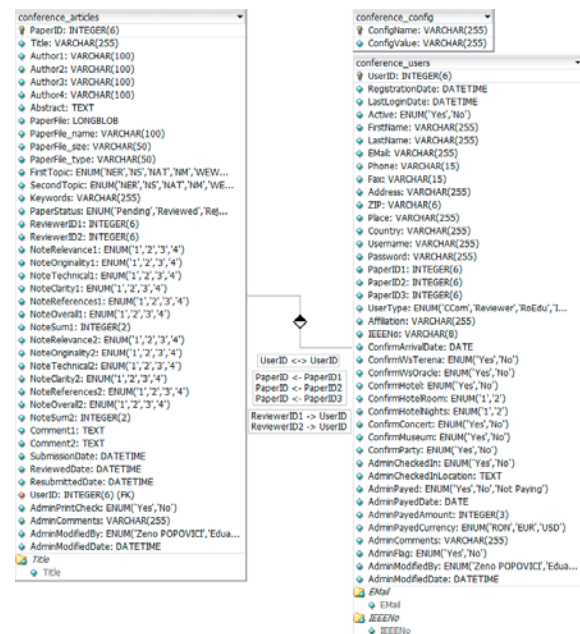 conference_articles
PaperID: INTEGER(6)
Title: VARCHAR(255)
Author1: VARCHAR(100)
Author2: VARCHAR(100)
Author3: VARCHAR(100)
Author4: VARCHAR(100)
Abstract: TEXT
PaperFile: LONGBLOB
PaperFile_name: VARCHAR(100)
PaperFile_size: VARCHAR(50)
PaperFile_type: VARCHAR(50)
FirstTopic: ENUM('NER','NS','NAT','NM','WEW...
SecondTopic: ENUM('NER','NS','NAT','NM','WE...
Keywords: VARCHAR(255)
PaperStatus: ENUM('Pending','Reviewed','Rej...
ReviewerID1: INTEGER(6)
ReviewerID2: INTEGER(6)
NoteRelevance1: ENUM('1','2','3','4')
NoteOriginality1: ENUM('1','2','3','4')
NoteTechnical1: ENUM('1','2','3','4')
NoteClarity1: ENUM('1','2','3','4')
NoteReferences1: ENUM('1','2','3','4')
NoteOverall1: ENUM('1','2','3','4')
NoteSum1: INTEGER(2)
NoteRelevance2: ENUM('1','2','3','4')
NoteOriginality2: ENUM('1','2','3','4')
NoteTechnical2: ENUM('1','2','3','4')
NoteClarity2: ENUM('1','2','3','4')
NoteReferences2: ENUM('1','2','3','4')
NoteOverall2: ENUM('1','2','3','4')
NoteSum2: INTEGER(2)
Comment1: TEXT
Comment2: TEXT
SubmissionDate: DATETIME
ReviewedDate: DATETIME
ResubmittedDate: DATETIME
UserID: INTEGER(6) (FK)
AdminPrintCheck: ENUM('Yes','No')
AdminComments: VARCHAR(255)
AdminModifiedBy: ENUM('Zeno POPOVICI','Edua...
AdminModifiedDate: DATETIME
Title
Title
UserID <-> UserID
PaperID <- PaperID1
PaperID <- PaperID2
PaperID <- PaperID3
ReviewerID1 -> UserID
ReviewerID2 -> UserID
conference_config
ConfigName: VARCHAR(255)
ConfigValue: VARCHAR(255)
conference_users
UserID: INTEGER(6)
RegistrationDate: DATETIME
LastLoginDate: DATETIME
Active: ENUM('Yes','No')
FirstName: VARCHAR(255)
LastName: VARCHAR(255)
EMail: VARCHAR(255)
Phone: VARCHAR(15)
Fax: VARCHAR(15)
Address: VARCHAR(255)
ZIP: VARCHAR(6)
Place: VARCHAR(255)
Country: VARCHAR(255)
Username: VARCHAR(255)
Password: VARCHAR(255)
PaperID1: INTEGER(6)
PaperID2: INTEGER(6)
PaperID3: INTEGER(6)
UserType: ENUM('CCom','Reviewer','RoEdu','I...
Affiliation: VARCHAR(255)
IEEENo: VARCHAR(8)
ConfirmArrivalDate: DATE
ConfirmWsTerena: ENUM('Yes','No')
ConfirmWsOracle: ENUM('Yes','No')
ConfirmHotel: ENUM('Yes','No')
ConfirmHotelRoom: ENUM('1','2')
ConfirmHotelNights: ENUM('1','2')
ConfirmConcert: ENUM('Yes','No')
ConfirmMuseum: ENUM('Yes','No')
ConfirmParty: ENUM('Yes','No')
AdminCheckedIn: ENUM('Yes','No')
AdminCheckedInLocation: TEXT
AdminPayed: ENUM('Yes','No','Not Paying')
AdminPayedDate: DATE
AdminPayedAmount: INTEGER(3)
AdminPayedCurrency: ENUM('RON','EUR','USD')
AdminComments: VARCHAR(255)
AdminFlag: ENUM('Yes','No')
AdminModifiedBy: ENUM('Zeno POPOVICI','Edua...
AdminModifiedDate: DATETIME
EMail
EMail
IEEENo
IEEENo